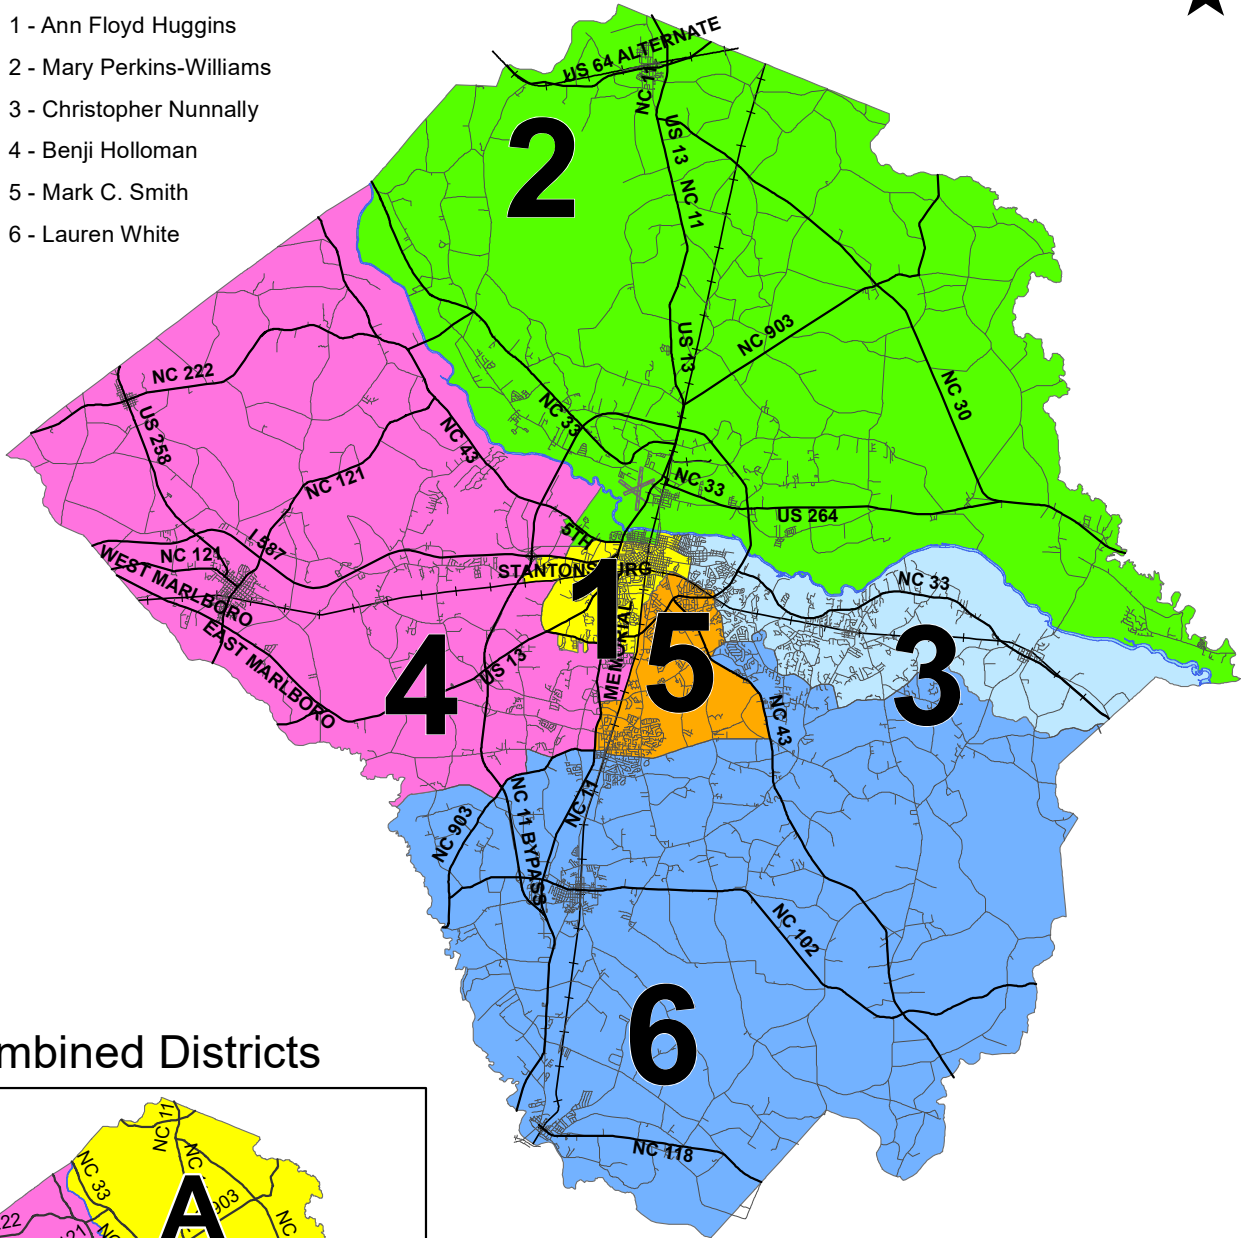 1 - Ann Floyd Huggins
2 - Mary Perkins-Williams
3 - Christopher Nunnally
4 - Benji Holloman
5 - Mark C. Smith
6 - Lauren White
US 64 ALTERNATE
NC 11
US 13
NC 11
2
US 13
NC 903
NC 30
NC 222
US 258
NC 43
NC 33
NC 121
NC 33
US 264
5TH
I 587
NC 121
WEST MARLBORO
STANTONSBURG
NC 33
1
MEMORIAL
EAST MARLBORO
4
US 13
5
3
NC 43
NC 903
NC 11 BYPASS
NC 11
NC 102
6
NC 118
mbined Districts
NC 11
NC
NC 33
A
903
NC
22
21
NC